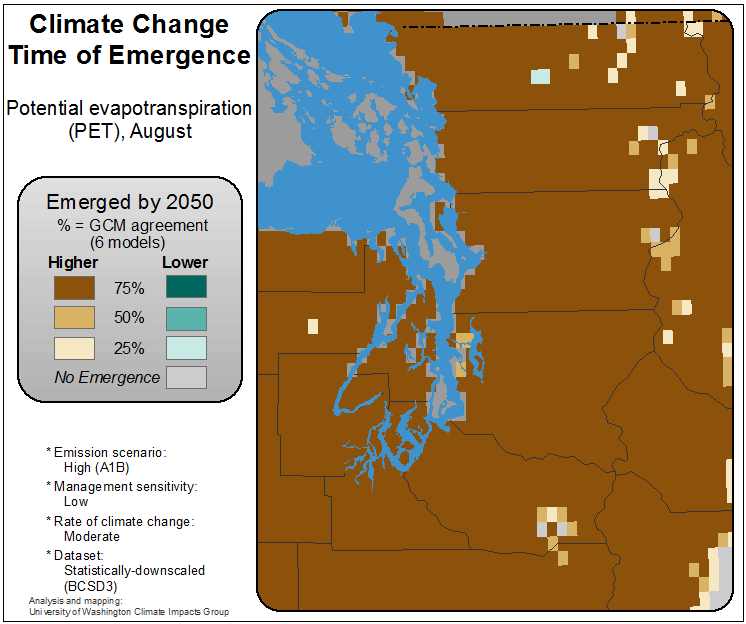 Climate Change
Time of Emergence
Potential evapotranspiration
(PET), August
Emerged by 2050
% = GCM agreement
(6 models)
Higher Lower
75%
50%
25%
No Emergence
* Emission scenario:
High (A1B)
* Management sensitivity:
Low
* Rate of climate change:
Moderate
* Dataset:
Statistically-downscaled
(BCSD3)
Analysis and mapping:
University of Washington Climate Impacts Group